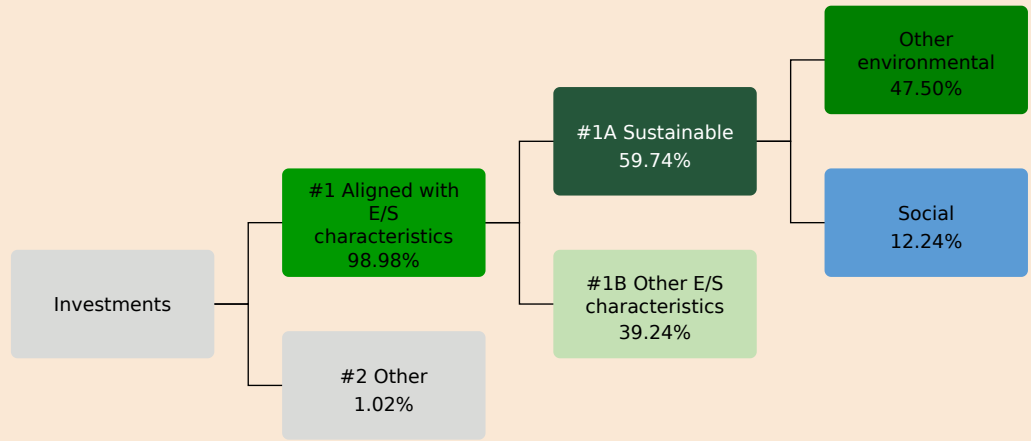 Investments
#1 Aligned with
E/S
characteristics
98.98%
#2 Other
1.02%
#1A Sustainable
59.74%
#1B Other E/S
characteristics
39.24%
Other
environmental
47.50%
Social
12.24%